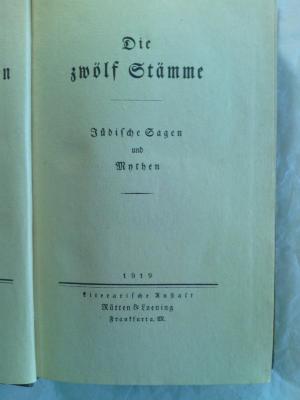 Die
zwölf Stämme
Jüdische Sagen
und
Mythen
1919
Literarische Anstalt
Rütten & Loening
Frankfurt a. M.
n